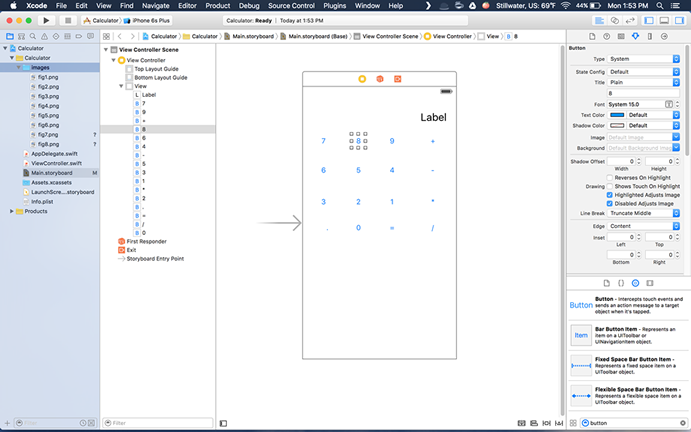 Xcode File Edit View Find Navigate Editor Product Debug Source Control Window Help Stillwater, US: 69°F 44% Mon 1:53 PM
Calculator iPhone 6s Plus Calculator: Ready Today at 1:53 PM
Calculator Calculator Main.storyboard Main.storyboard (Base) View Controller Scene View Controller View B 8
Calculator
images
fig1.png
fig2.png
fig3.png
fig4.png
fig5.png
fig6.png
fig7.png ?
fig8.png ?
AppDelegate.swift
ViewController.swift
Main.storyboard M
Assets.xcassets
LaunchScre....storyboard
Info.plist
Products
Filter
View Controller Scene
View Controller
Top Layout Guide
Bottom Layout Guide
View
L Label
B 7
B 9
B +
B 8
B 6
B 4
B -
B 5
B 3
B 1
B *
B 2
B .
B =
B /
B 0
First Responder
Exit
Storyboard Entry Point
Filter
Label
7 8 9 +
6 5 4 -
3 2 1 *
. 0 = /
Button
Type System
State Config Default
Title Plain
8
Font System 15.0
Text Color Default
Shadow Color Default
Image Default Image
Background Default Background Image
Shadow Offset 0 0
Width Height
Reverses On Highlight
Drawing Shows Touch On Highlight
Highlighted Adjusts Image
Disabled Adjusts Image
Line Break Truncate Middle
Edge Content
Inset 0 0
Left Top
0 0
Bottom Right
Button Button - Intercepts touch events and
sends an action message to a target
object when it's tapped.
Item Bar Button Item - Represents an
item on a UIToolbar or
UINavigationItem object.
Fixed Space Bar Button Item -
Represents a fixed space item on a
UIToolbar object.
Flexible Space Bar Button Item -
Represents a flexible space item on a
UIToolbar object.
button